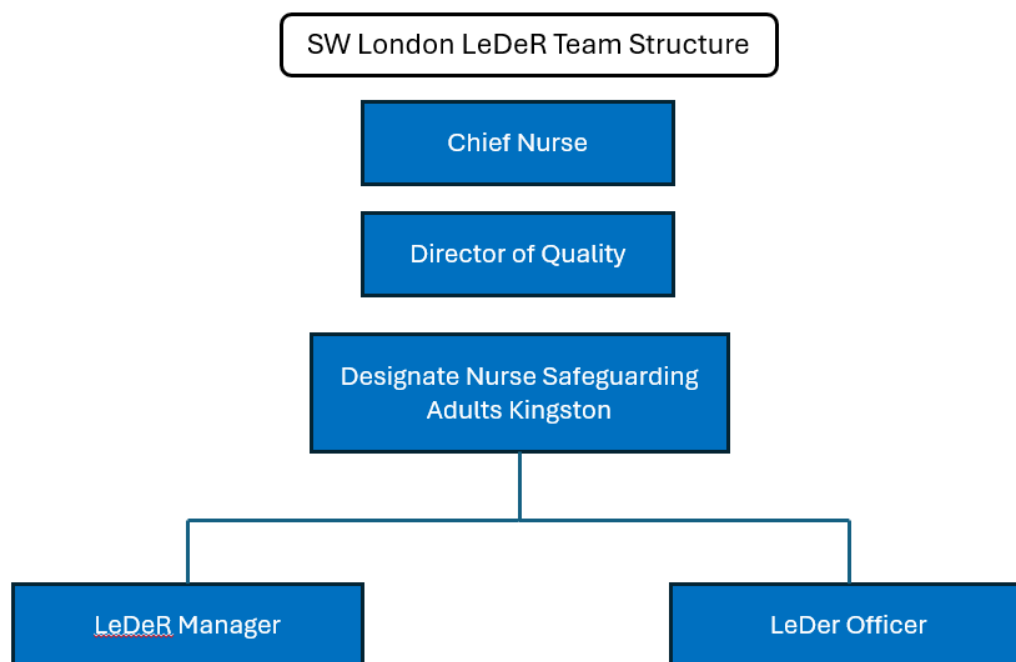 SW London LeDeR Team Structure
Chief Nurse
Director of Quality
Designate Nurse Safeguarding
Adults Kingston
LeDeR Manager
LeDer Officer